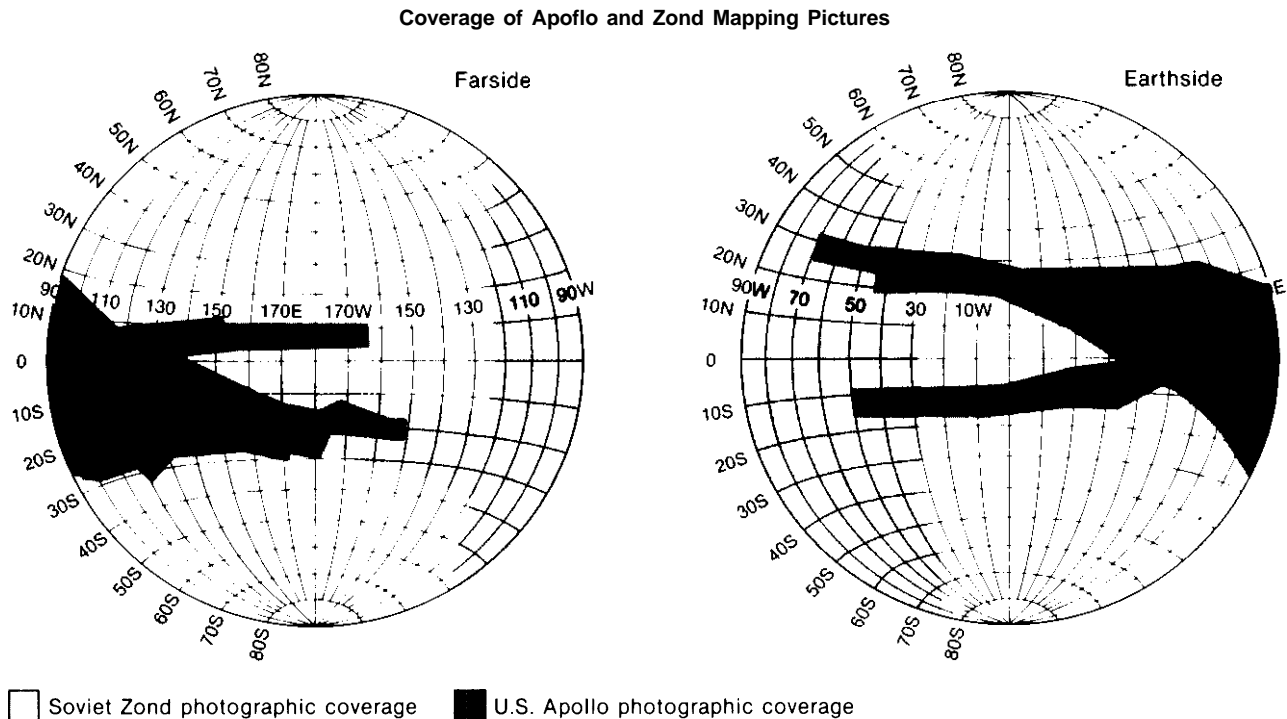 Coverage of Apoflo and Zond Mapping Pictures
Farside
Earthside
80N
70N
60N
50N
40N
30N
20N
90
10N
110
130
150
170E
170W
150
130
110
90W
0
10S
20S
30S
40S
50S
60S
70S
80S
80N
70N
60N
50N
40N
30N
20N
90W
10N
70
50
30
10W
E
0
10S
20S
30S
40S
50S
60S
70S
80S
Soviet Zond photographic coverage
U.S. Apollo photographic coverage